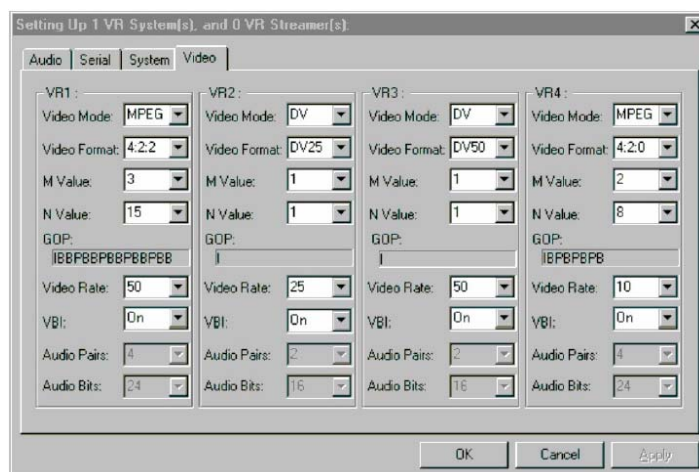 Setting Up 1 VR System(s), and 0 VR Streamer(s):
Audio Serial System Video
VR1 : VR2 : VR3 : VR4 :
Video Mode: MPEG Video Mode: DV Video Mode: DV Video Mode: MPEG
Video Format: 4:2:2 Video Format: DV25 Video Format: DV50 Video Format: 4:2:0
M Value: 3 M Value: 1 M Value: 1 M Value: 2
N Value: 15 N Value: 1 N Value: 1 N Value: 8
GOP: GOP: GOP: GOP:
IBBPBBPBBPBBPBB I I IBPBPBPB
Video Rate: 50 Video Rate: 25 Video Rate: 50 Video Rate: 10
VBI: On VBI: On VBI: On VBI: On
Audio Pairs: 4 Audio Pairs: 2 Audio Pairs: 2 Audio Pairs: 4
Audio Bits: 24 Audio Bits: 16 Audio Bits: 16 Audio Bits: 24
OK Cancel Apply